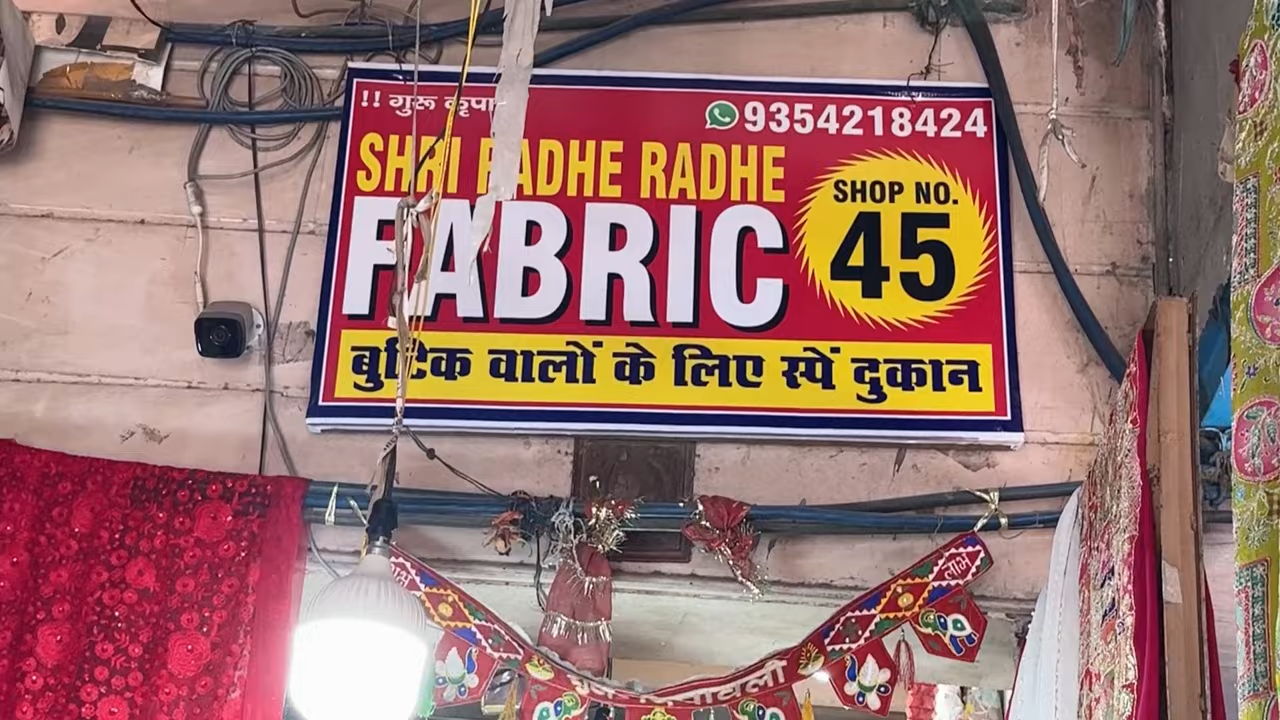 !! गुरू कृपा
9354218424
SHRI RADHE RADHE
FABRIC
SHOP NO.
45
बुटिक वालों के लिए स्पें दुकान
लाभ